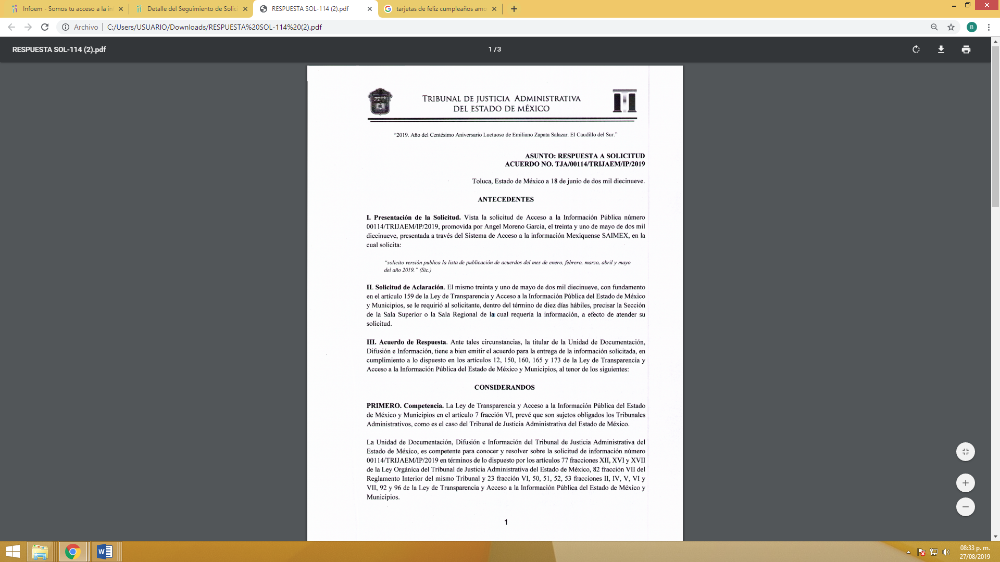 Infoem - Somos tu acceso a la in
Detalle del Seguimiento de Solic
RESPUESTA SOL-114 (2).pdf
tarjetas de feliz cumpleaños amo
Archivo
C:/Users/USUARIO/Downloads/RESPUESTA%20SOL-114%20(2).pdf
B
RESPUESTA SOL-114 (2).pdf
1 / 3
TRIBUNAL DE JUSTICIA ADMINISTRATIVA
DEL ESTADO DE MÉXICO
“2019. Año del Centésimo Aniversario Luctuoso de Emiliano Zapata Salazar. El Caudillo del Sur.”
ASUNTO: RESPUESTA A SOLICITUD
ACUERDO NO. TJA/00114/TRIJAEM/IP/2019
Toluca, Estado de México a 18 de junio de dos mil diecinueve.
ANTECEDENTES
I. Presentación de la Solicitud. Vista la solicitud de Acceso a la Información Pública número
00114/TRIJAEM/IP/2019, promovida por Angel Moreno Garcia, el treinta y uno de mayo de dos mil
diecinueve, presentada a través del Sistema de Acceso a la información Mexiquense SAIMEX, en la
cual solicita:
“solicito versión publica la lista de publicación de acuerdos del mes de enero, febrero, marzo, abril y mayo
del año 2019.” (Sic.)
II. Solicitud de Aclaración. El mismo treinta y uno de mayo de dos mil diecinueve, con fundamento
en el artículo 159 de la Ley de Transparencia y Acceso a la Información Pública del Estado de México
y Municipios, se le requirió al solicitante, dentro del término de diez días hábiles, precisar la Sección
de la Sala Superior o la Sala Regional de la cual requería la información, a efecto de atender su
solicitud.
III. Acuerdo de Respuesta. Ante tales circunstancias, la titular de la Unidad de Documentación,
Difusión e Información, tiene a bien emitir el acuerdo para la entrega de la información solicitada, en
cumplimiento a lo dispuesto en los artículos 12, 150, 160, 165 y 173 de la Ley de Transparencia y
Acceso a la Información Pública del Estado de México y Municipios, al tenor de los siguientes:
CONSIDERANDOS
PRIMERO. Competencia. La Ley de Transparencia y Acceso a la Información Pública del Estado
de México y Municipios en el artículo 7 fracción VI, prevé que son sujetos obligados los Tribunales
Administrativos, como es el caso del Tribunal de Justicia Administrativa del Estado de México.
La Unidad de Documentación, Difusión e Información del Tribunal de Justicia Administrativa del
Estado de México, es competente para conocer y resolver sobre la solicitud de información número
00114/TRIJAEM/IP/2019 en términos de lo dispuesto por los artículos 77 fracciones XII, XVI y XVII
de la Ley Orgánica del Tribunal de Justicia Administrativa del Estado de México, 82 fracción VII del
Reglamento Interior del mismo Tribunal y 23 fracción VI, 50, 51, 52, 53 fracciones II, IV, V, VI y
VII, 92 y 96 de la Ley de Transparencia y Acceso a la Información Pública del Estado de México y
Municipios.
1
08:33 p. m.
27/08/2019